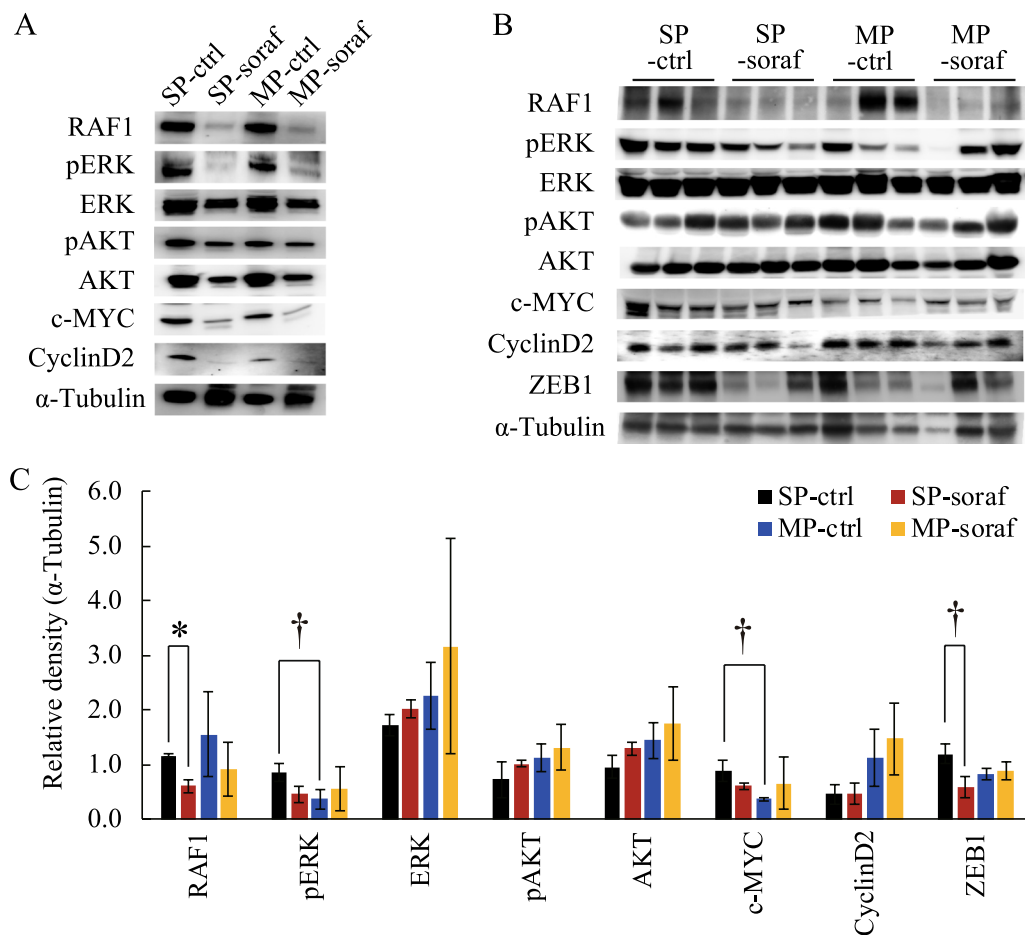 A
SP-ctrl
SP-soraf
MP-ctrl
MP-soraf
RAF1
pERK
ERK
pAKT
AKT
c-MYC
CyclinD2
α-Tubulin
B
SP
-ctrl
SP
-soraf
MP
-ctrl
MP
-soraf
RAF1
pERK
ERK
pAKT
AKT
c-MYC
CyclinD2
ZEB1
α-Tubulin
C
Relative density (α-Tubulin)
6.0
5.0
4.0
3.0
2.0
1.0
0.0
SP-ctrl
SP-soraf
MP-ctrl
MP-soraf
*
†
†
†
RAF1
pERK
ERK
pAKT
AKT
c-MYC
CyclinD2
ZEB1